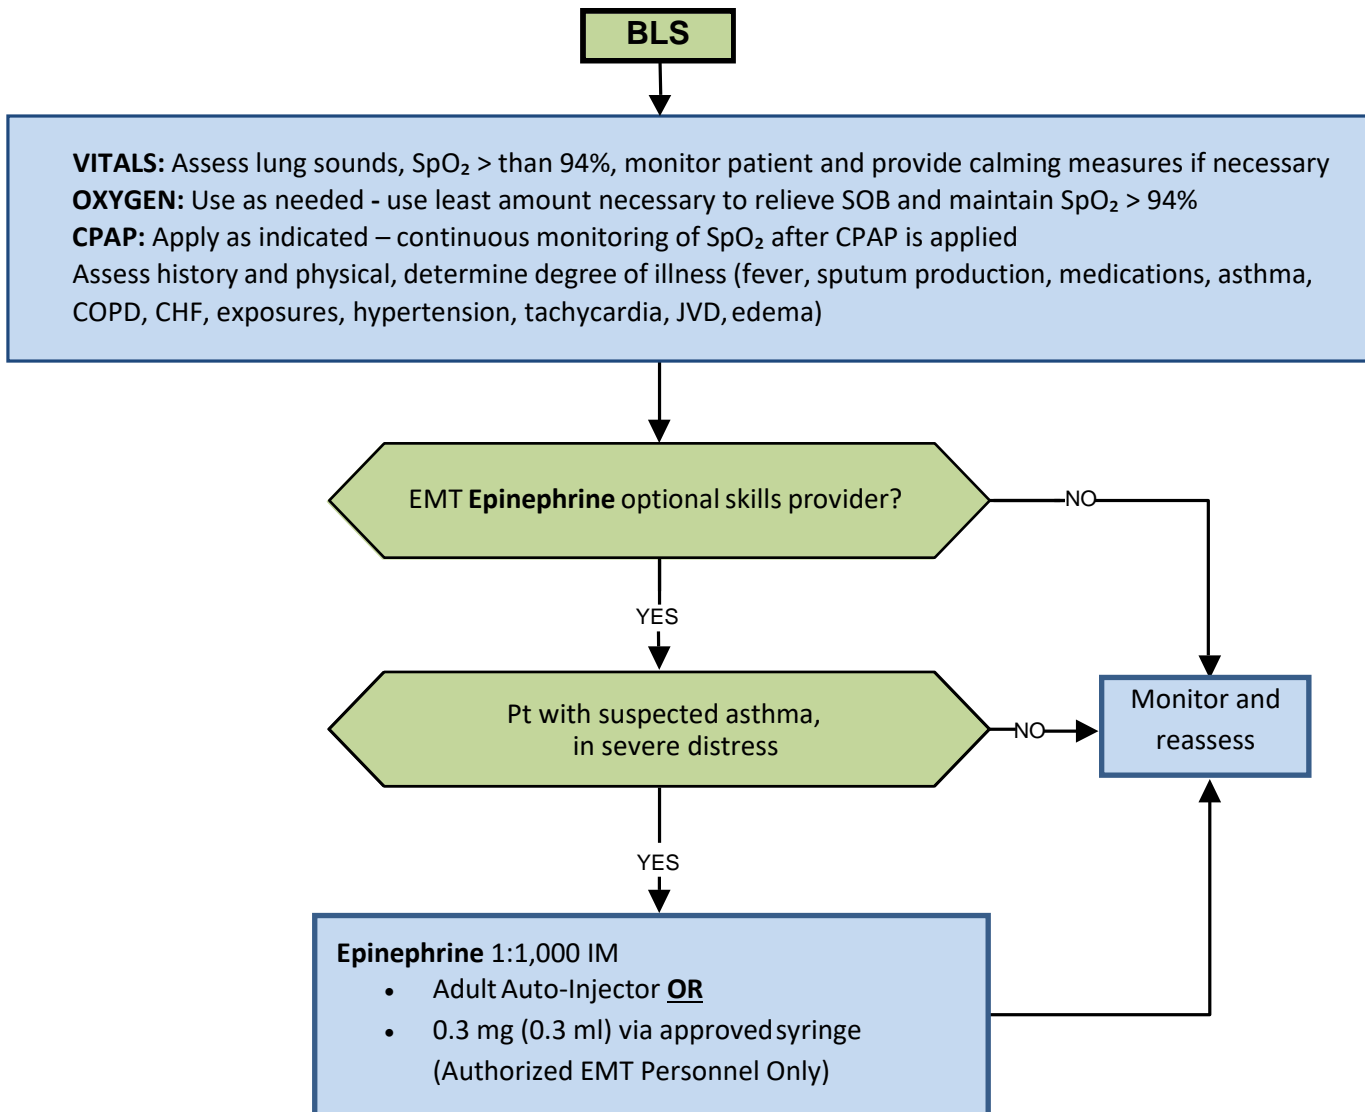 BLS
VITALS: Assess lung sounds, SpO₂ > than 94%, monitor patient and provide calming measures if necessary
OXYGEN: Use as needed - use least amount necessary to relieve SOB and maintain SpO₂ > 94%
CPAP: Apply as indicated – continuous monitoring of SpO₂ after CPAP is applied
Assess history and physical, determine degree of illness (fever, sputum production, medications, asthma,
COPD, CHF, exposures, hypertension, tachycardia, JVD, edema)
EMT Epinephrine optional skills provider?
NO
YES
Pt with suspected asthma,
in severe distress
NO
Monitor and
reassess
YES
Epinephrine 1:1,000 IM
• Adult Auto-Injector OR
• 0.3 mg (0.3 ml) via approved syringe
(Authorized EMT Personnel Only)